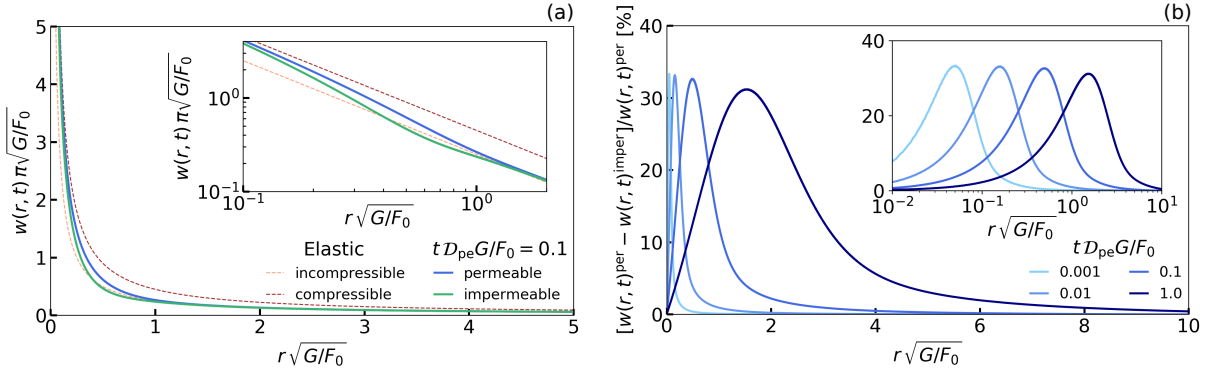 (a)
w(r, t) π√G/F₀
5
4
3
2
1
0
0
1
2
3
4
5
r √G/F₀
w(r, t) π√G/F₀
10⁰
10⁻¹
10⁻¹
10⁰
r √G/F₀
Elastic
incompressible
compressible
t 𝒟ₚₑG/F₀ = 0.1
permeable
impermeable
(b)
[w(r, t)ᵖᵉʳ − w(r, t)ⁱᵐᵖᵉʳ]/w(r, t)ᵖᵉʳ [%]
40
30
20
10
0
0
2
4
6
8
10
r √G/F₀
40
20
0
10⁻²
10⁻¹
10⁰
10¹
r √G/F₀
t 𝒟ₚₑG/F₀
0.001
0.01
0.1
1.0